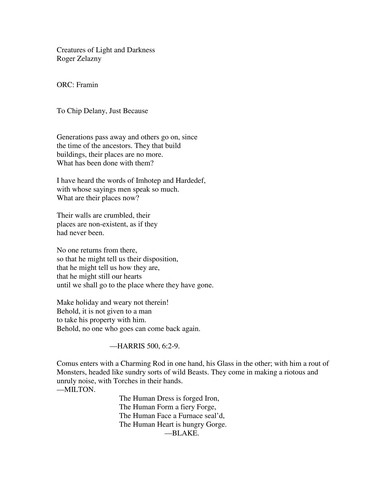 Creatures of Light and Darkness
Roger Zelazny
ORC: Framin
To Chip Delany, Just Because
Generations pass away and others go on, since
the time of the ancestors. They that build
buildings, their places are no more.
What has been done with them?
I have heard the words of Imhotep and Hardedef,
with whose sayings men speak so much.
What are their places now?
Their walls are crumbled, their
places are non-existent, as if they
had never been.
No one returns from there,
so that he might tell us their disposition,
that he might tell us how they are,
that he might still our hearts
until we shall go to the place where they have gone.
Make holiday and weary not therein!
Behold, it is not given to a man
to take his property with him.
Behold, no one who goes can come back again.
—HARRIS 500, 6:2-9.
Comus enters with a Charming Rod in one hand, his Glass in the other; with him a rout of
Monsters, headed like sundry sorts of wild Beasts. They come in making a riotous and
unruly noise, with Torches in their hands.
—MILTON.
The Human Dress is forged Iron,
The Human Form a fiery Forge,
The Human Face a Furnace seal'd,
The Human Heart is hungry Gorge.
—BLAKE.